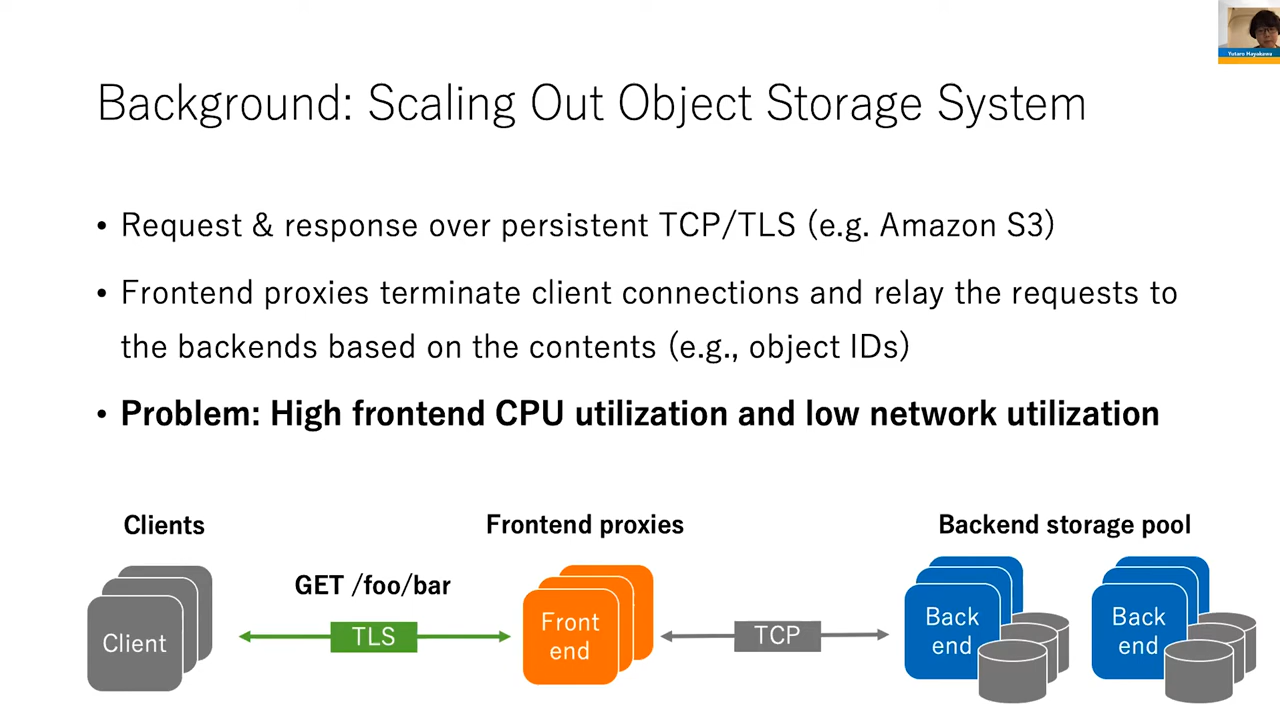 Yutaro Hayakawa
Background: Scaling Out Object Storage System
• Request & response over persistent TCP/TLS (e.g. Amazon S3)
• Frontend proxies terminate client connections and relay the requests to
the backends based on the contents (e.g., object IDs)
• Problem: High frontend CPU utilization and low network utilization
Clients
Frontend proxies
Backend storage pool
GET /foo/bar
Client
TLS
Front
end
TCP
Back
end
Back
end